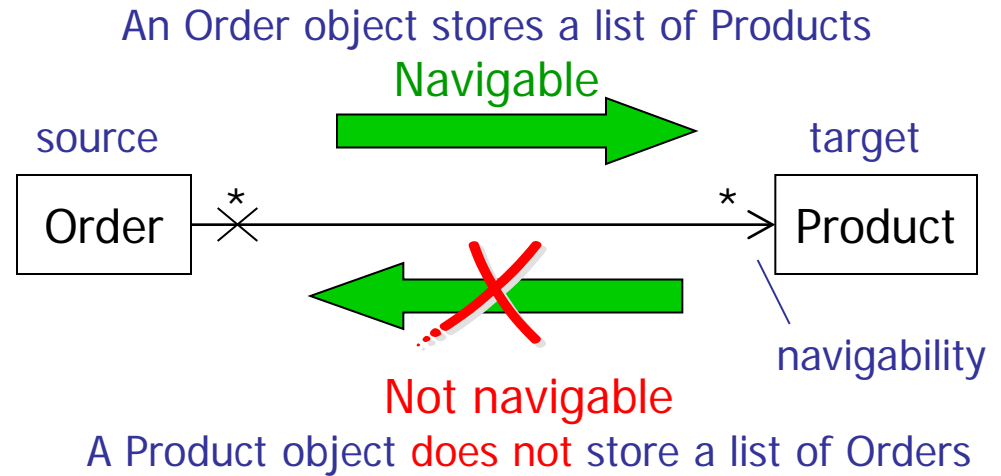 An Order object stores a list of Products
Navigable
source
target
*
*
Order
Product
navigability
Not navigable
A Product object does not store a list of Orders